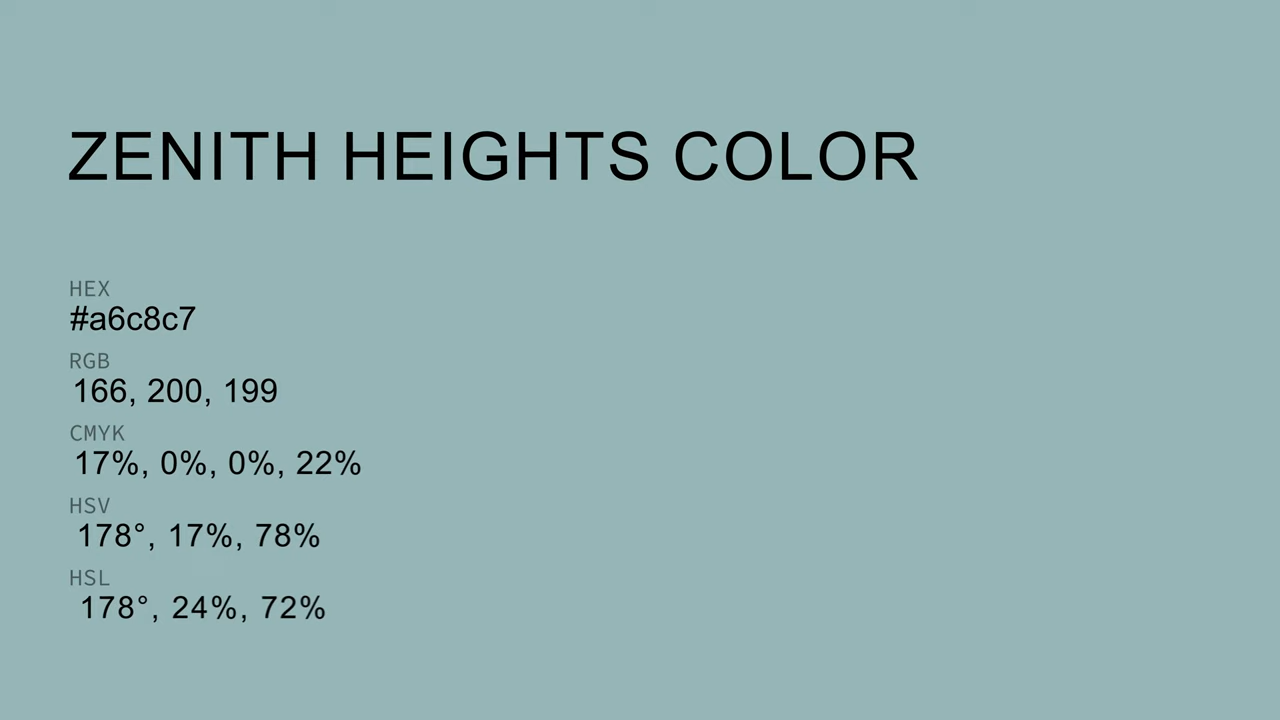 ZENITH HEIGHTS COLOR
HEX
#a6c8c7
RGB
166, 200, 199
CMYK
17%, 0%, 0%, 22%
HSV
178°, 17%, 78%
HSL
178°, 24%, 72%